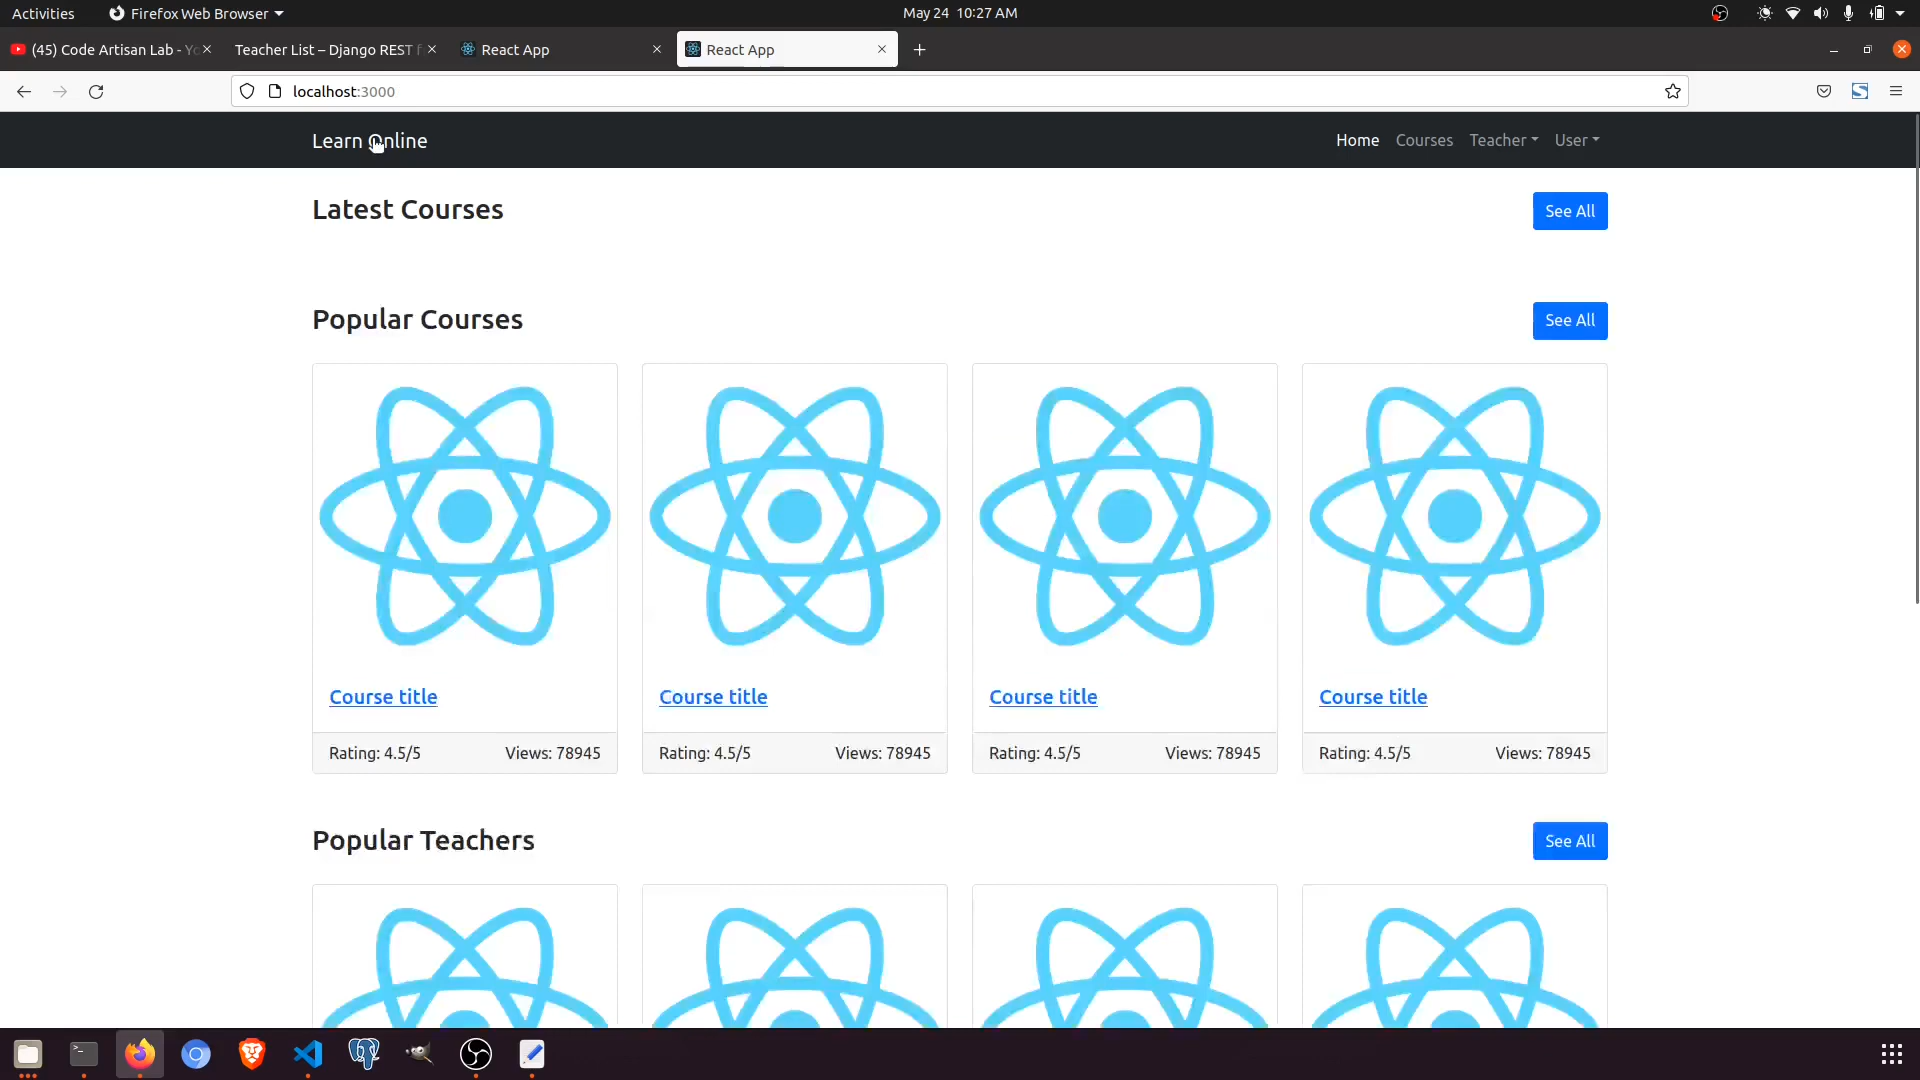 Activities Firefox Web Browser May 24 10:27 AM
(45) Code Artisan Lab - Yo Teacher List – Django REST f React App React App
localhost:3000
Learn Online Home Courses Teacher User
Latest Courses See All
Popular Courses See All
Course title Course title Course title Course title
Rating: 4.5/5 Views: 78945 Rating: 4.5/5 Views: 78945 Rating: 4.5/5 Views: 78945 Rating: 4.5/5 Views: 78945
Popular Teachers See All